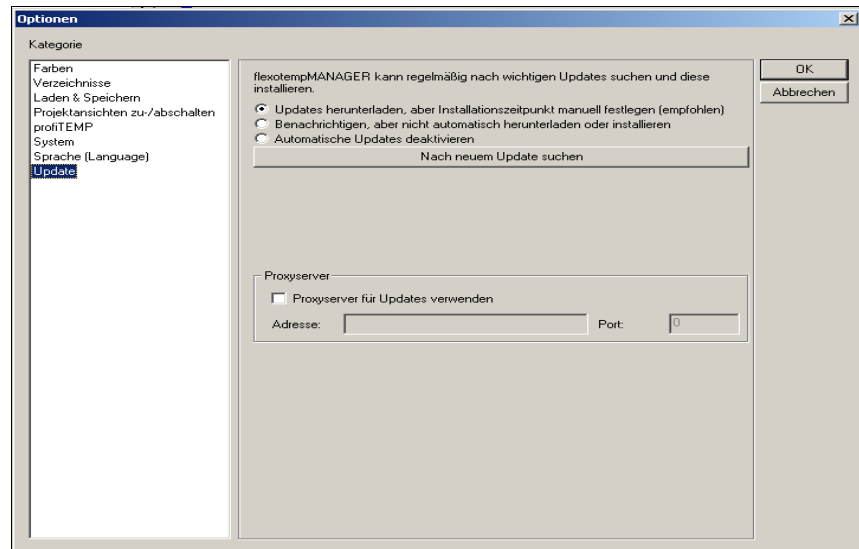 Optionen
Kategorie
Farben
Verzeichnisse
Laden & Speichern
Projektansichten zu-/abschalten
profiTEMP
System
Sprache (Language)
Update
flexotempMANAGER kann regelmäßig nach wichtigen Updates suchen und diese
installieren.
Updates herunterladen, aber Installationszeitpunkt manuell festlegen (empfohlen)
Benachrichtigen, aber nicht automatisch herunterladen oder installieren
Automatische Updates deaktivieren
Nach neuem Update suchen
Proxyserver
Proxyserver für Updates verwenden
Adresse: Port: 0
OK
Abbrechen